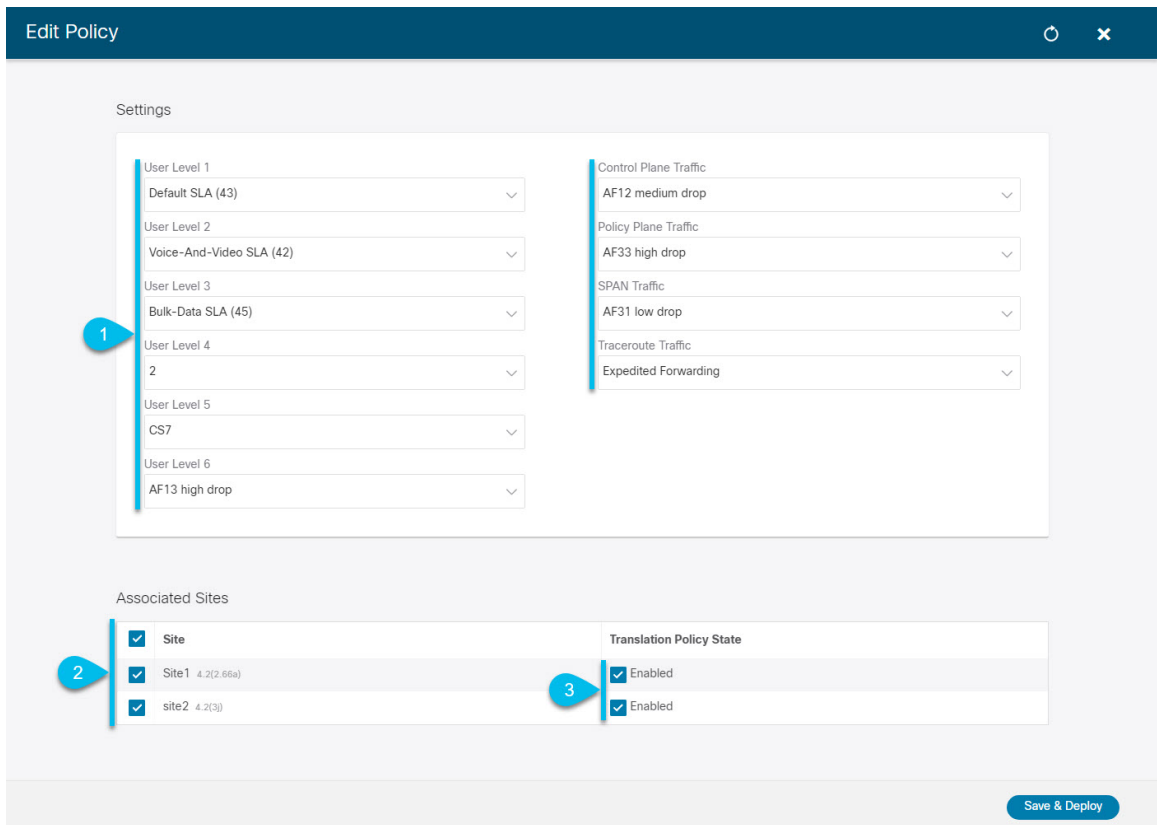 Edit Policy
Settings
User Level 1
Default SLA (43)
User Level 2
Voice-And-Video SLA (42)
User Level 3
Bulk-Data SLA (45)
1
User Level 4
2
User Level 5
CS7
User Level 6
AF13 high drop
Control Plane Traffic
AF12 medium drop
Policy Plane Traffic
AF33 high drop
SPAN Traffic
AF31 low drop
Traceroute Traffic
Expedited Forwarding
Associated Sites
Site Translation Policy State
2
Site1 4.2(2.66a) Enabled
3
site2 4.2(3j) Enabled
Save & Deploy